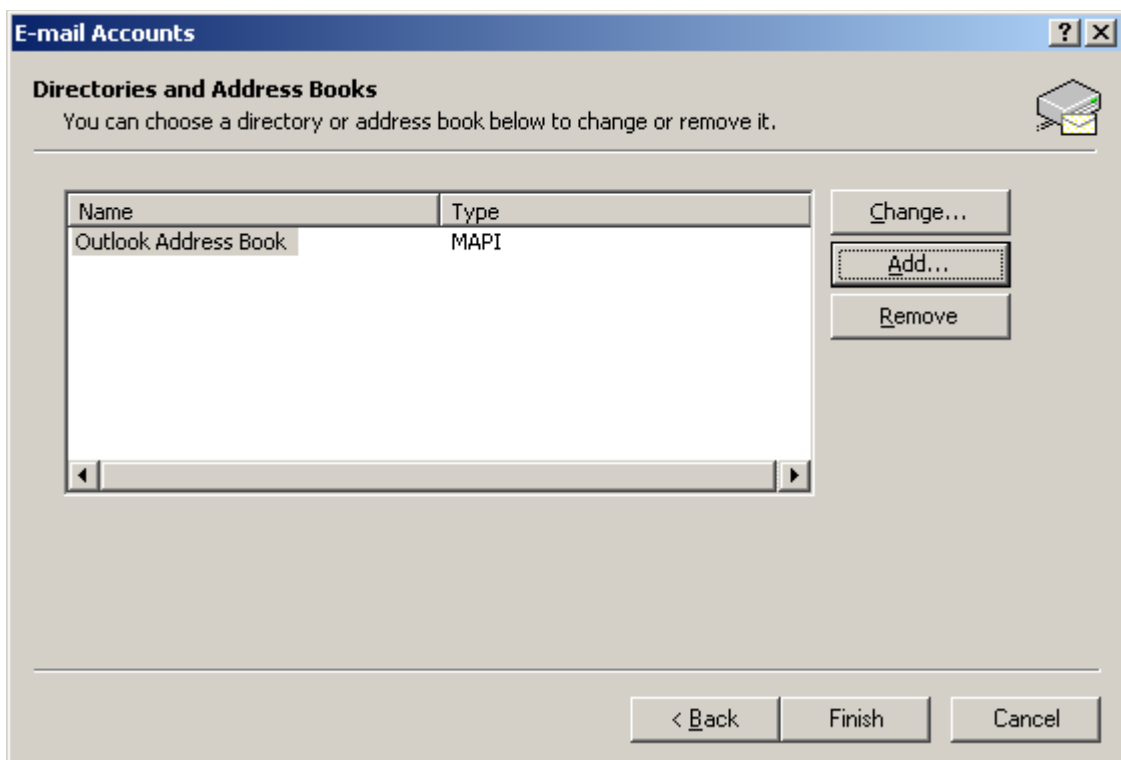 E-mail Accounts
Directories and Address Books
You can choose a directory or address book below to change or remove it.
Name Type
Outlook Address Book MAPI
Change...
Add...
Remove
< Back Finish Cancel